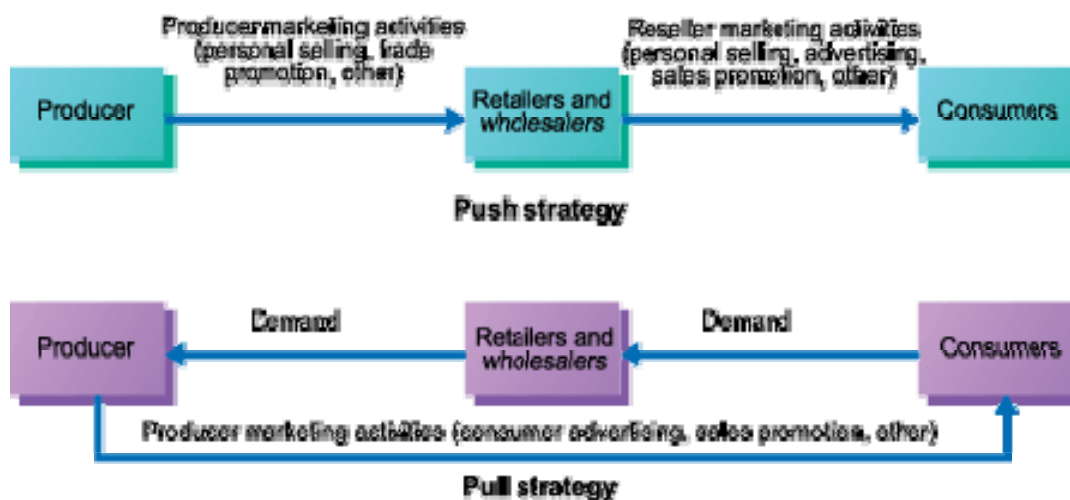 Producer marketing activities
(personal selling, trade
promotion, other)
Reseller marketing activities
(personal selling, advertising,
sales promotion, other)
Producer
Retailers and
wholesalers
Consumers
Push strategy
Demand
Demand
Producer
Retailers and
wholesalers
Consumers
Producer marketing activities (consumer advertising, sales promotion, other)
Pull strategy